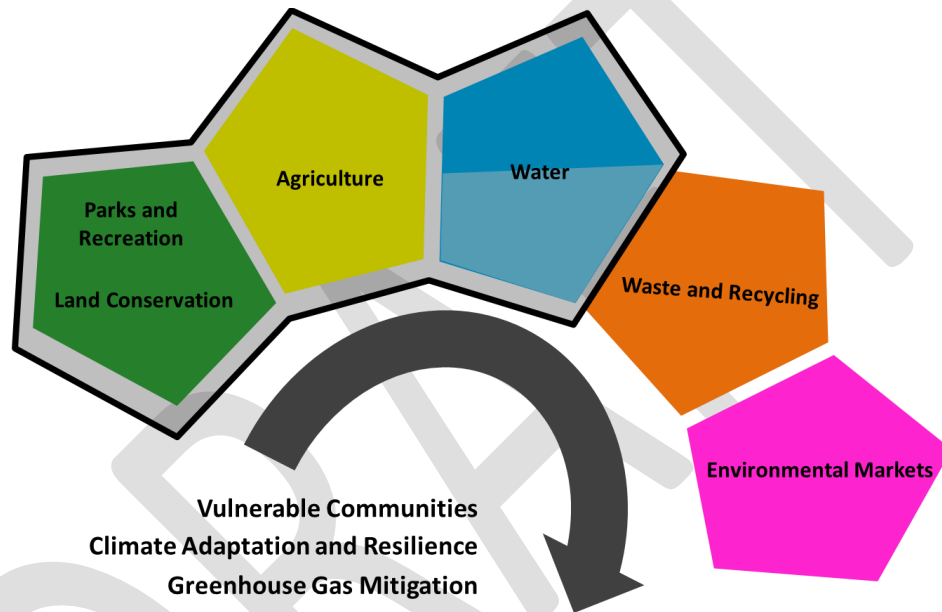 Parks and
Recreation
Land Conservation
Agriculture
Water
Waste and Recycling
Environmental Markets
Vulnerable Communities
Climate Adaptation and Resilience
Greenhouse Gas Mitigation
DRAFT